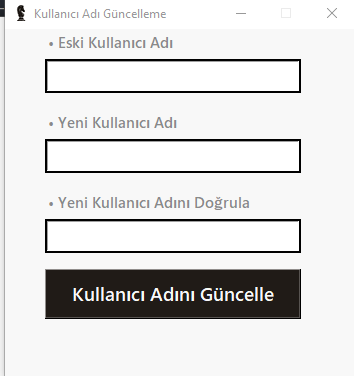 Kullanıcı Adı Güncelleme
• Eski Kullanıcı Adı
• Yeni Kullanıcı Adı
• Yeni Kullanıcı Adını Doğrula
Kullanıcı Adını Güncelle